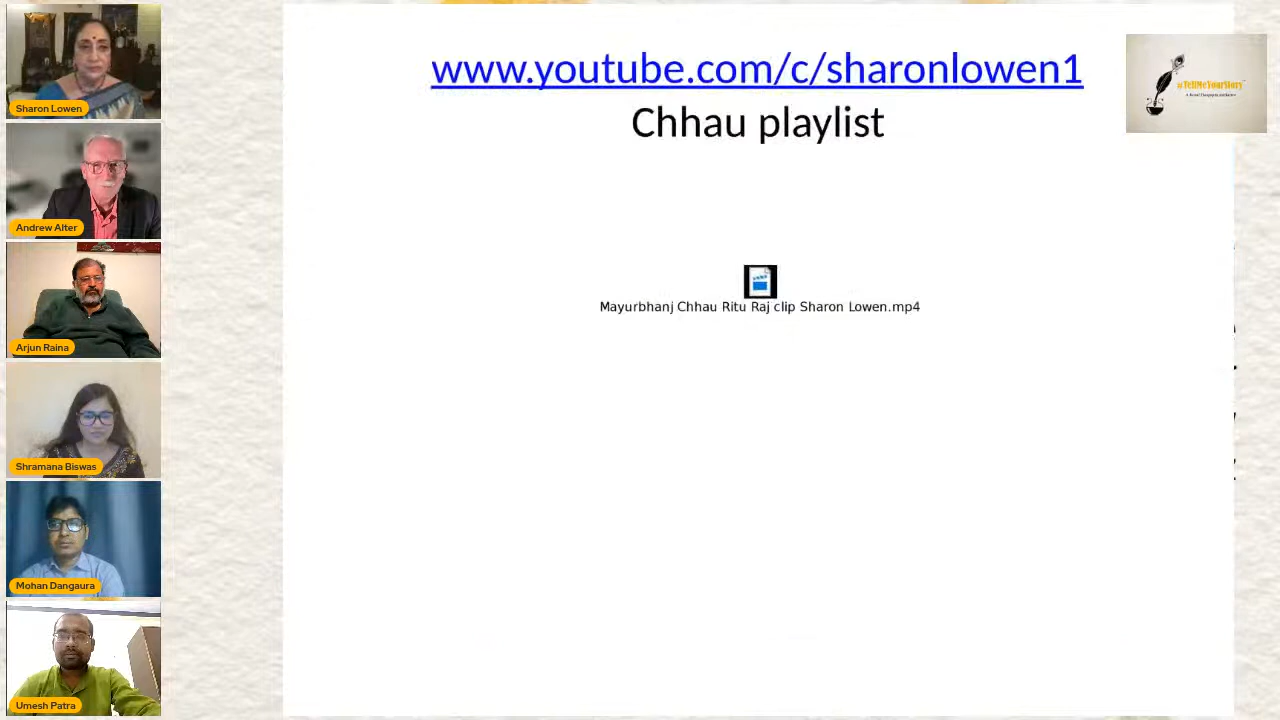 www.youtube.com/c/sharonlowen1
Chhau playlist
Mayurbhanj Chhau Ritu Raj clip Sharon Lowen.mp4
#TellMeYourStory
Sharon Lowen
Andrew Alter
Arjun Raina
Shramana Biswas
Mohan Dangaura
Umesh Patra